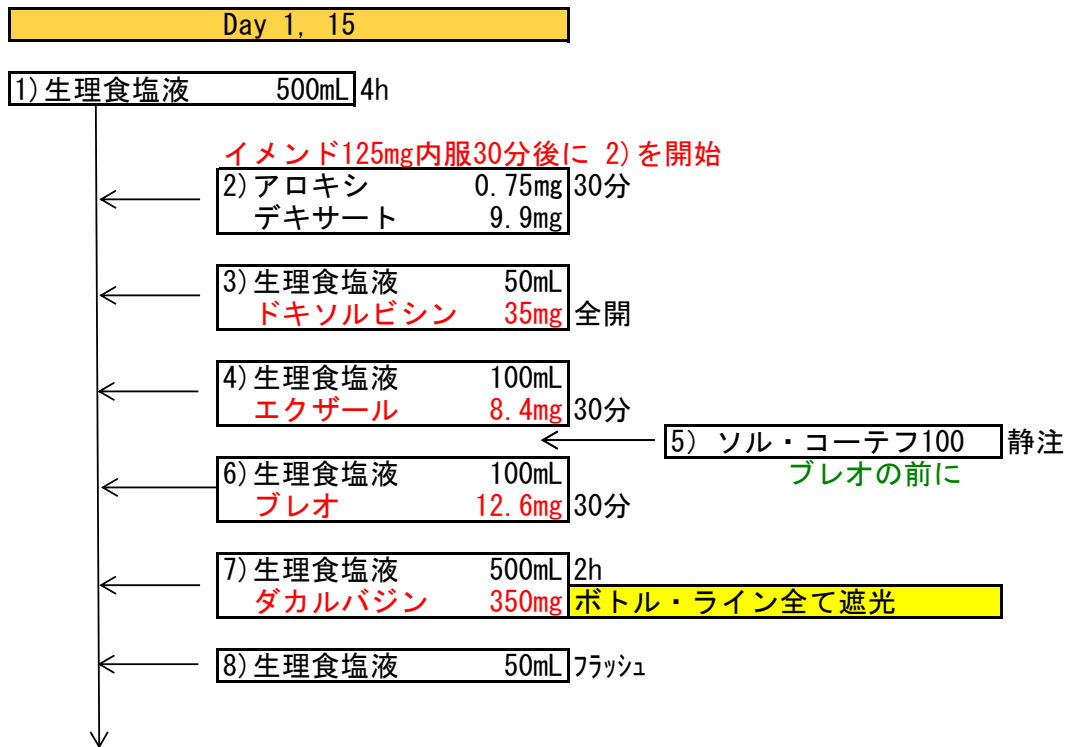 Day 1, 15
1)生理食塩液 500mL 4h
イメンド125mg内服30分後に 2)を開始
2)アロキシ 0.75mg 30分
デキサート 9.9mg
3)生理食塩液 50mL
ドキソルビシン 35mg 全開
4)生理食塩液 100mL
エクザール 8.4mg 30分
5) ソル・コーテフ100 静注
ブレオの前に
6)生理食塩液 100mL
ブレオ 12.6mg 30分
7)生理食塩液 500mL 2h
ダカルバジン 350mg ボトル・ライン全て遮光
8)生理食塩液 50mL ﾌﾗｯｼｭ